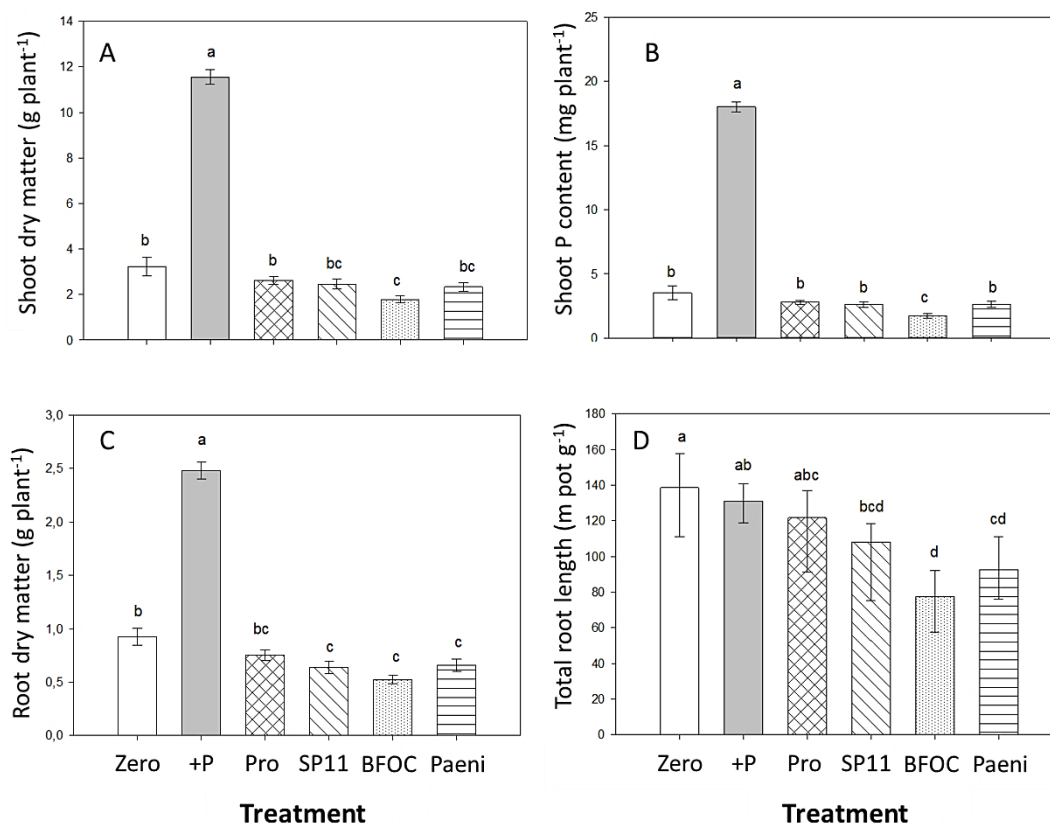 A
Shoot dry matter (g plant⁻¹)
14
12
10
8
6
4
2
0
b
a
b
bc
c
bc
B
Shoot P content (mg plant⁻¹)
25
20
15
10
5
0
b
a
b
b
c
b
C
Root dry matter (g plant⁻¹)
3,0
2,5
2,0
1,5
1,0
0,5
0,0
b
a
bc
c
c
c
Zero +P Pro SP11 BFOC Paeni
Treatment
D
Total root length (m pot g⁻¹)
180
160
140
120
100
80
60
40
20
0
a
ab
abc
bcd
d
cd
Zero +P Pro SP11 BFOC Paeni
Treatment